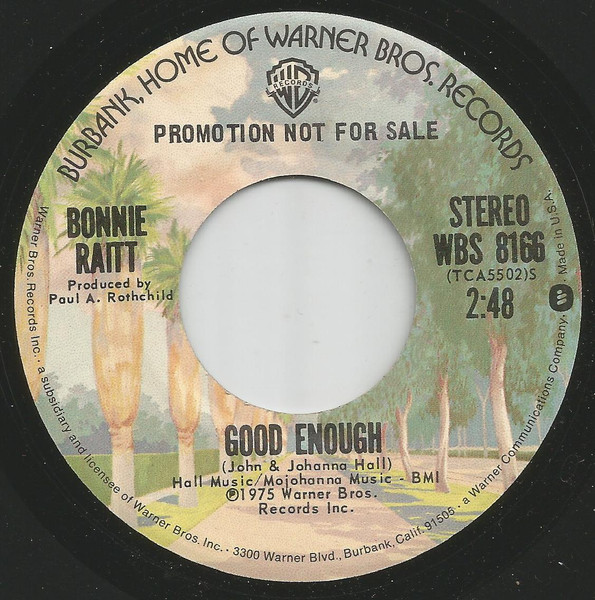 BURBANK, HOME OF WARNER BROS. RECORDS
WB
RECORDS
PROMOTION NOT FOR SALE
BONNIE
RAITT
Produced by
Paul A. Rothchild
STEREO
WBS 8166
(TCA5502)S
2:48
GOOD ENOUGH
(John & Johanna Hall)
Hall Music/Mojohanna Music - BMI
℗1975 Warner Bros.
Records Inc.
Warner Bros. Records Inc. · a subsidiary and licensee of Warner Bros. Inc. · 3300 Warner Blvd., Burbank, Calif. 91505 · a Warner Communications Company. Made in U.S.A.